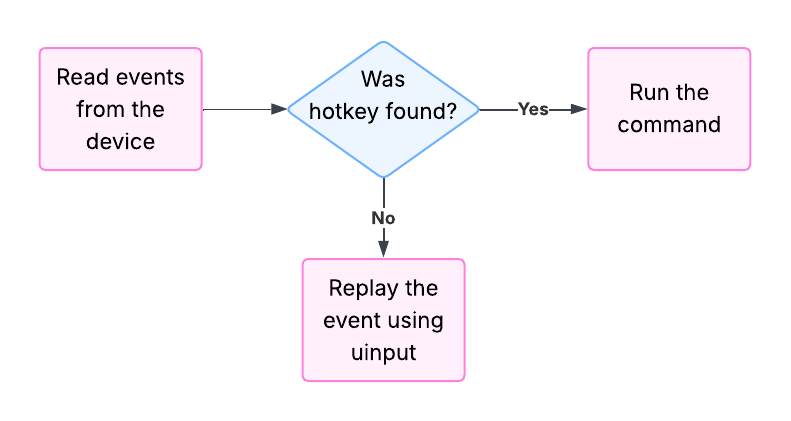 Read events
from the
device
Was
hotkey found?
Yes
Run the
command
No
Replay the
event using
uinput